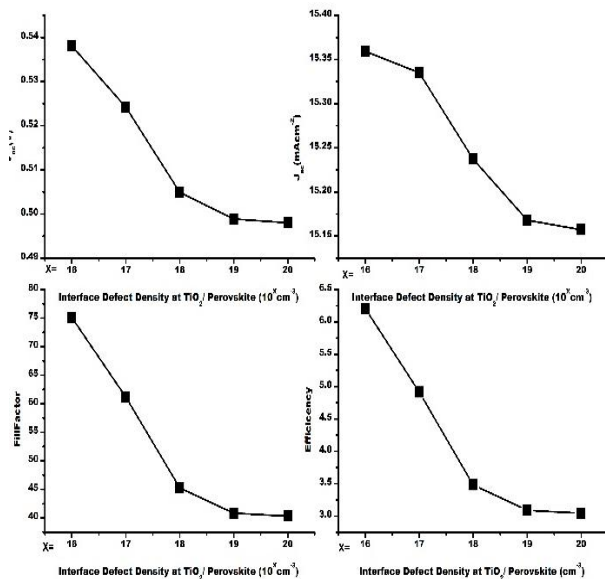 0.54
0.53
0.52
0.51
0.50
0.49
X=
16 17 18 19 20
Interface Defect Density at TiO2/ Perovskite (10^X cm^-3)
15.40
15.35
15.30
15.25
15.20
15.15
Jsc(mAcm^-2)
X=
16 17 18 19 20
Interface Defect Density at TiO2/ Perovskite (10^X cm^-3)
75
70
65
60
55
50
45
40
FillFactor
X=
16 17 18 19 20
Interface Defect Density at TiO2/ Perovskite (10^X cm^-3)
6.5
6.0
5.5
5.0
4.5
4.0
3.5
3.0
Efficicency
X=
16 17 18 19 20
Interface Defect Density at TiO2/ Perovskite (cm^-3)